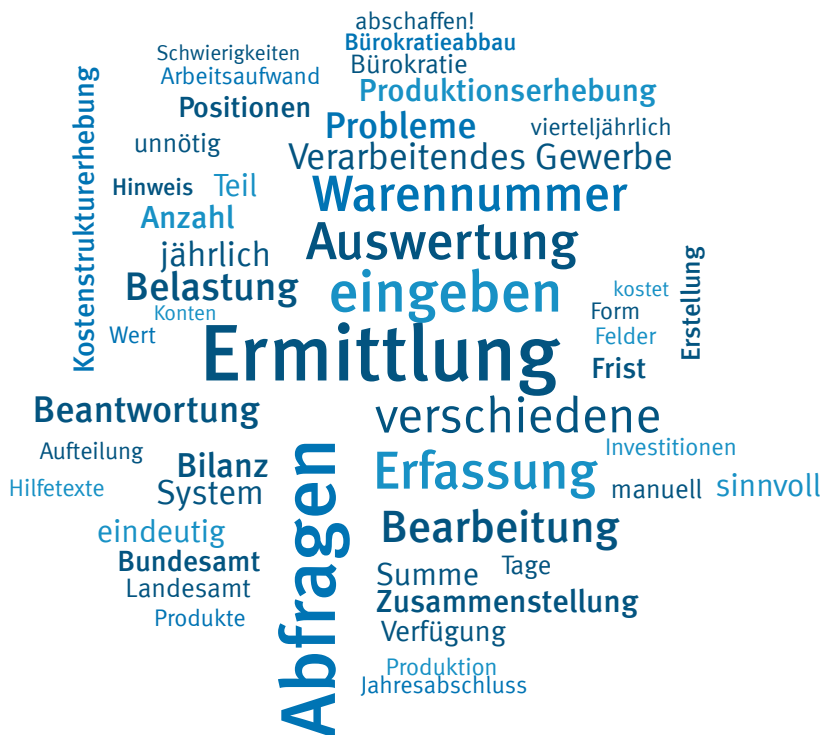 abschaffen!
Bürokratieabbau
Schwierigkeiten
Bürokratie
Arbeitsaufwand
Produktionserhebung
Positionen
Probleme
vierteljährlich
unnötig
Verarbeitendes Gewerbe
Kostenstrukturerhebung
Hinweis
Teil
Warennummer
Anzahl
Auswertung
jährlich
Belastung
eingeben
kostet
Erstellung
Konten
Form
Wert
Felder
Ermittlung
Frist
Beantwortung
verschiedene
Aufteilung
Investitionen
Bilanz
Erfassung
Hilfetexte
System
manuell
sinnvoll
eindeutig
Bearbeitung
Abfragen
Bundesamt
Tage
Summe
Landesamt
Zusammenstellung
Produkte
Verfügung
Produktion
Jahresabschluss